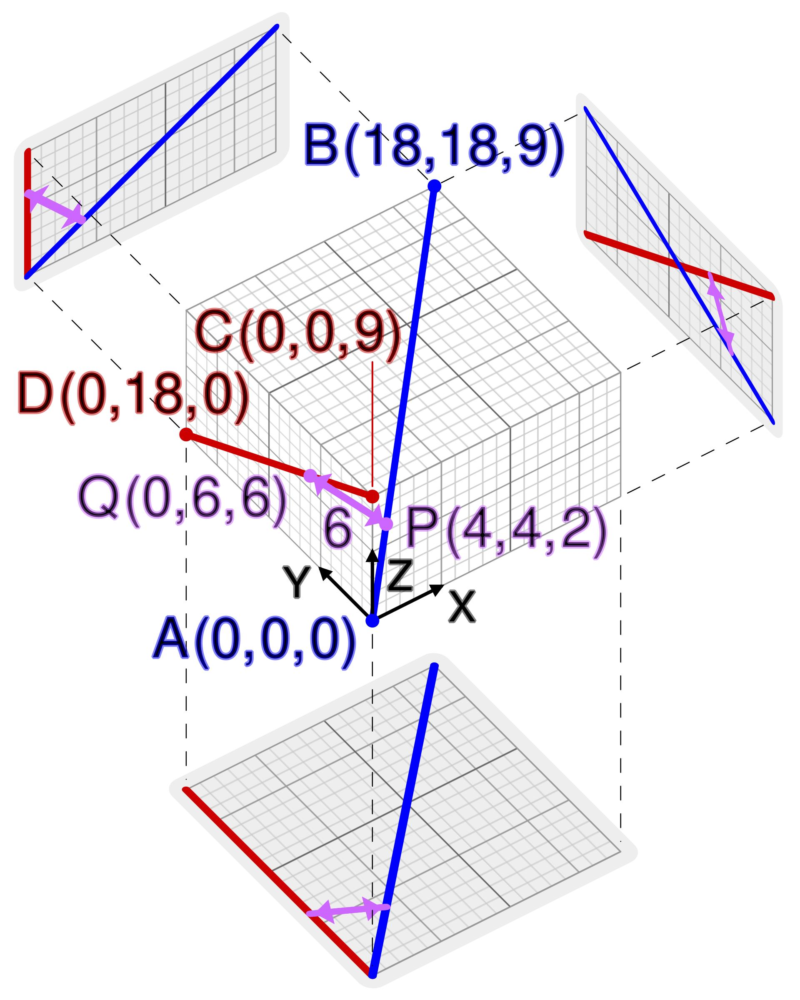 B(18,18,9)
C(0,0,9)
D(0,18,0)
Q(0,6,6)
6 P(4,4,2)
Y Z X
A(0,0,0)